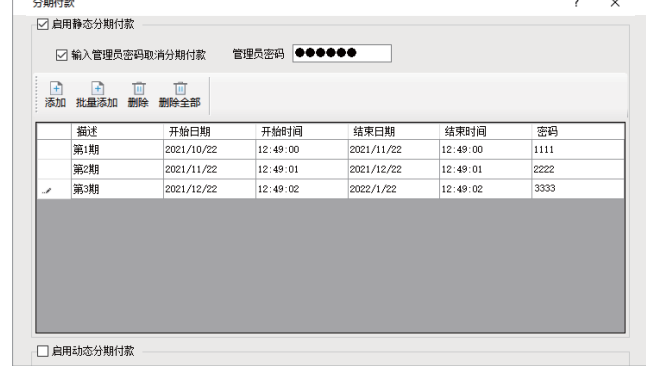 分期付款 ? ×
启用静态分期付款
输入管理员密码取消分期付款 管理员密码 ●●●●●●
添加 批量添加 删除 删除全部
描述 开始日期 开始时间 结束日期 结束时间 密码
第1期 2021/10/22 12:49:00 2021/11/22 12:49:00 1111
第2期 2021/11/22 12:49:01 2021/12/22 12:49:01 2222
第3期 2021/12/22 12:49:02 2022/1/22 12:49:02 3333
启用动态分期付款